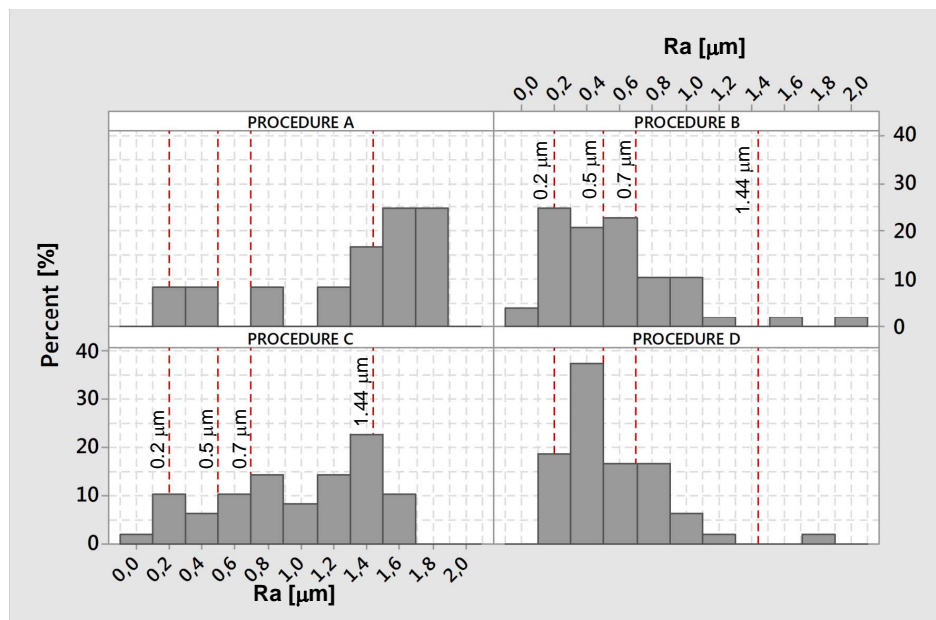 Ra [μm]
0,0 0,2 0,4 0,6 0,8 1,0 1,2 1,4 1,6 1,8 2,0
PROCEDURE A
PROCEDURE B
0.2 μm
0.5 μm
0.7 μm
1.44 μm
40
30
20
10
0
Percent [%]
PROCEDURE C
PROCEDURE D
40
30
20
10
0
0.2 μm
0.5 μm
0.7 μm
1.44 μm
0,0 0,2 0,4 0,6 0,8 1,0 1,2 1,4 1,6 1,8 2,0
Ra [μm]